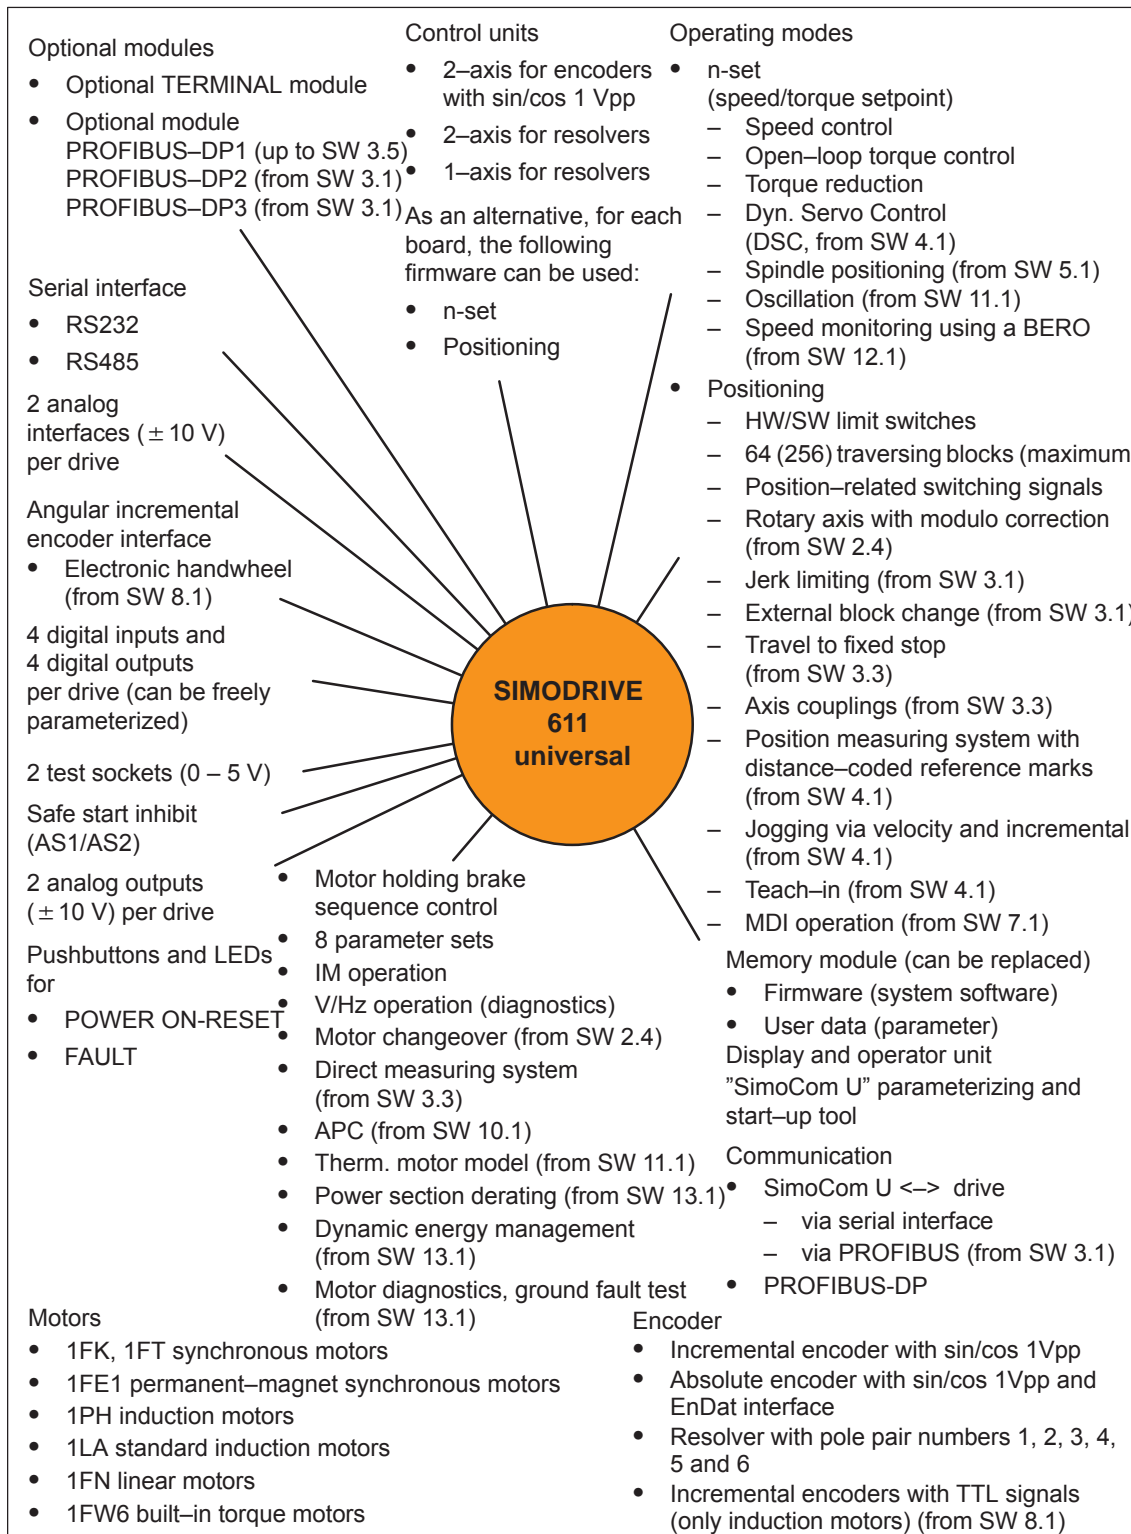 Optional modules
• Optional TERMINAL module
• Optional module
PROFIBUS–DP1 (up to SW 3.5)
PROFIBUS–DP2 (from SW 3.1)
PROFIBUS–DP3 (from SW 3.1)
Serial interface
• RS232
• RS485
2 analog
interfaces (± 10 V)
per drive
Angular incremental
encoder interface
• Electronic handwheel
(from SW 8.1)
4 digital inputs and
4 digital outputs
per drive (can be freely
parameterized)
2 test sockets (0 – 5 V)
Safe start inhibit
(AS1/AS2)
2 analog outputs
(± 10 V) per drive
Pushbuttons and LEDs
for
• POWER ON-RESET
• FAULT
Control units
• 2–axis for encoders
with sin/cos 1 Vpp
• 2–axis for resolvers
• 1–axis for resolvers
As an alternative, for each
board, the following
firmware can be used:
• n-set
• Positioning
SIMODRIVE
611
universal
• Motor holding brake
sequence control
• 8 parameter sets
• IM operation
• V/Hz operation (diagnostics)
• Motor changeover (from SW 2.4)
• Direct measuring system
(from SW 3.3)
• APC (from SW 10.1)
• Therm. motor model (from SW 11.1)
• Power section derating (from SW 13.1)
• Dynamic energy management
(from SW 13.1)
• Motor diagnostics, ground fault test
(from SW 13.1)
Operating modes
• n-set
(speed/torque setpoint)
– Speed control
– Open–loop torque control
– Torque reduction
– Dyn. Servo Control
(DSC, from SW 4.1)
– Spindle positioning (from SW 5.1)
– Oscillation (from SW 11.1)
– Speed monitoring using a BERO
(from SW 12.1)
• Positioning
– HW/SW limit switches
– 64 (256) traversing blocks (maximum
– Position–related switching signals
– Rotary axis with modulo correction
(from SW 2.4)
– Jerk limiting (from SW 3.1)
– External block change (from SW 3.1)
– Travel to fixed stop
(from SW 3.3)
– Axis couplings (from SW 3.3)
– Position measuring system with
distance–coded reference marks
(from SW 4.1)
– Jogging via velocity and incremental
(from SW 4.1)
– Teach–in (from SW 4.1)
– MDI operation (from SW 7.1)
Memory module (can be replaced)
• Firmware (system software)
• User data (parameter)
Display and operator unit
”SimoCom U” parameterizing and
start–up tool
Communication
• SimoCom U <–> drive
– via serial interface
– via PROFIBUS (from SW 3.1)
• PROFIBUS-DP
Motors
• 1FK, 1FT synchronous motors
• 1FE1 permanent–magnet synchronous motors
• 1PH induction motors
• 1LA standard induction motors
• 1FN linear motors
• 1FW6 built–in torque motors
Encoder
• Incremental encoder with sin/cos 1Vpp
• Absolute encoder with sin/cos 1Vpp and
EnDat interface
• Resolver with pole pair numbers 1, 2, 3, 4,
5 and 6
• Incremental encoders with TTL signals
(only induction motors) (from SW 8.1)